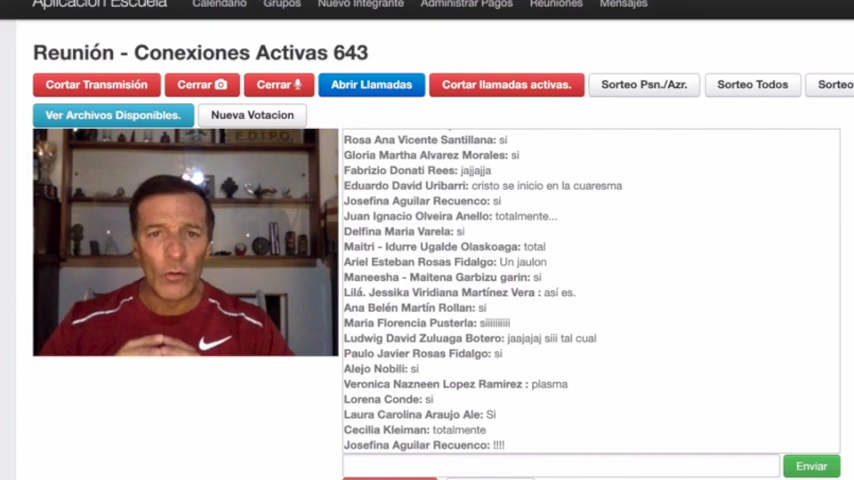 Aplicación Escuela Calendario Grupos Nuevo Integrante Administrar Pagos Reuniones Mensajes
Reunión - Conexiones Activas 643
Cortar Transmisión Cerrar Cerrar Abrir Llamadas Cortar llamadas activas. Sorteo Psn./Azr. Sorteo Todos Sorteo
Ver Archivos Disponibles. Nueva Votacion
Rosa Ana Vicente Santillana: si
Gloria Martha Alvarez Morales: si
Fabrizio Donati Rees: jajjajja
Eduardo David Uribarri: cristo se inicio en la cuaresma
Josefina Aguilar Recuenco: si
Juan Ignacio Olveira Anello: totalmente...
Delfina Maria Varela: si
Maitri - Idurre Ugalde Olaskoaga: total
Ariel Esteban Rosas Fidalgo: Un jaulon
Maneesha - Maitena Garbizu garin: si
Lilá. Jessika Viridiana Martínez Vera : así es.
Ana Belén Martín Rollan: sí
Maria Florencia Pusterla: siiiiiiiiii
Ludwig David Zuluaga Botero: jaajajaj siii tal cual
Paulo Javier Rosas Fidalgo: si
Alejo Nobili: si
Veronica Nazneen Lopez Ramirez : plasma
Lorena Conde: si
Laura Carolina Araujo Ale: Si
Cecilia Kleiman: totalmente
Josefina Aguilar Recuenco: !!!!
Enviar